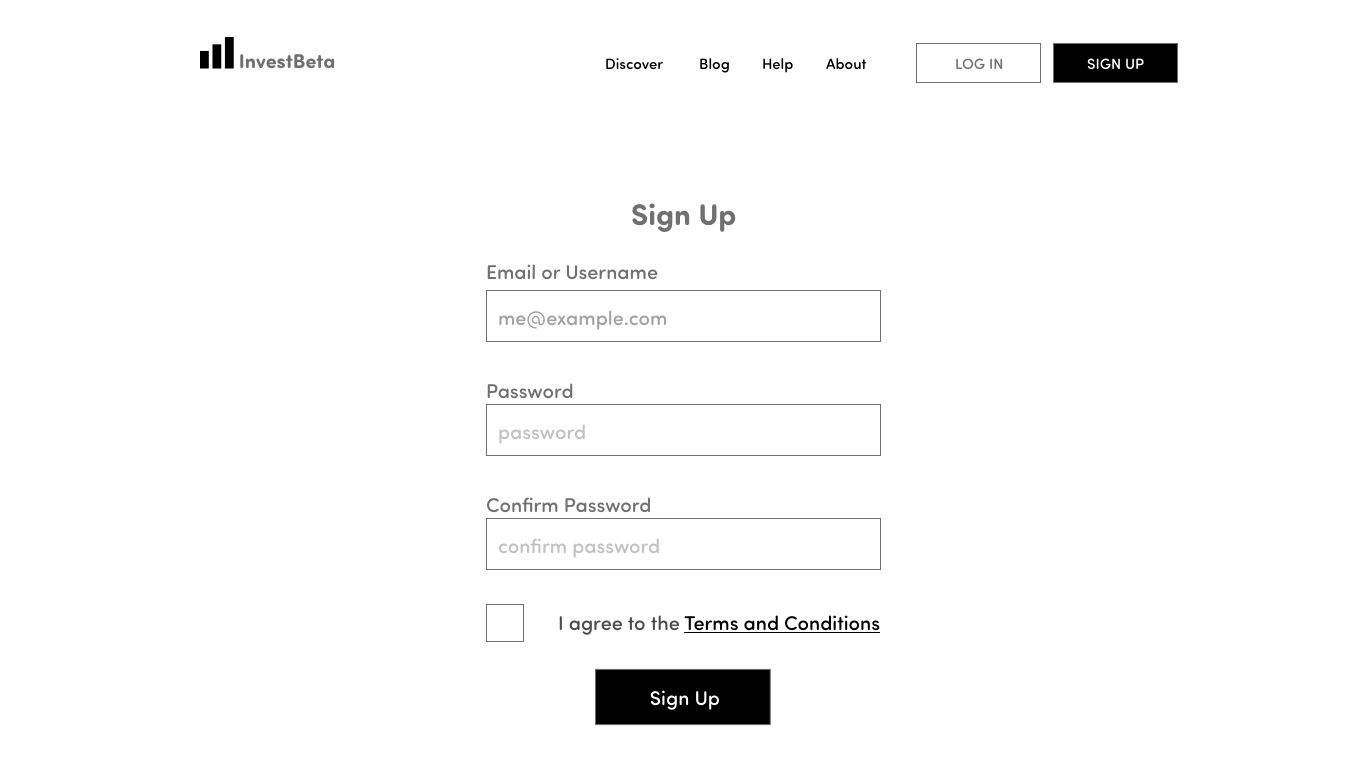 InvestBeta
Discover Blog Help About LOG IN SIGN UP
Sign Up
Email or Username
me@example.com
Password
password
Confirm Password
confirm password
I agree to the Terms and Conditions
Sign Up